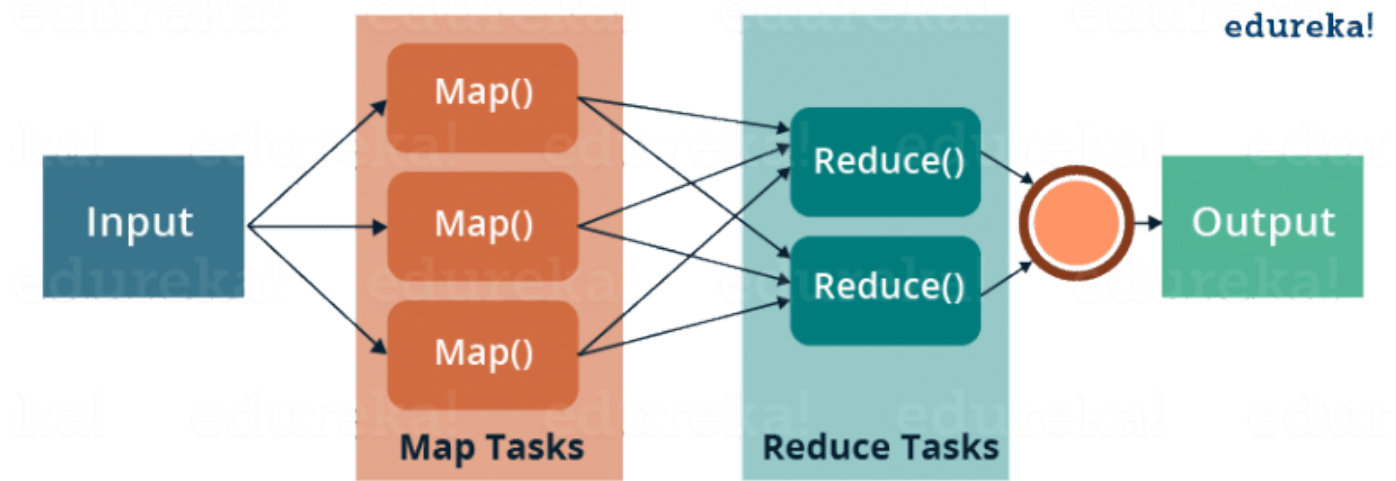 edureka!
Input
Map()
Map()
Map()
Map Tasks
Reduce()
Reduce()
Reduce Tasks
Output